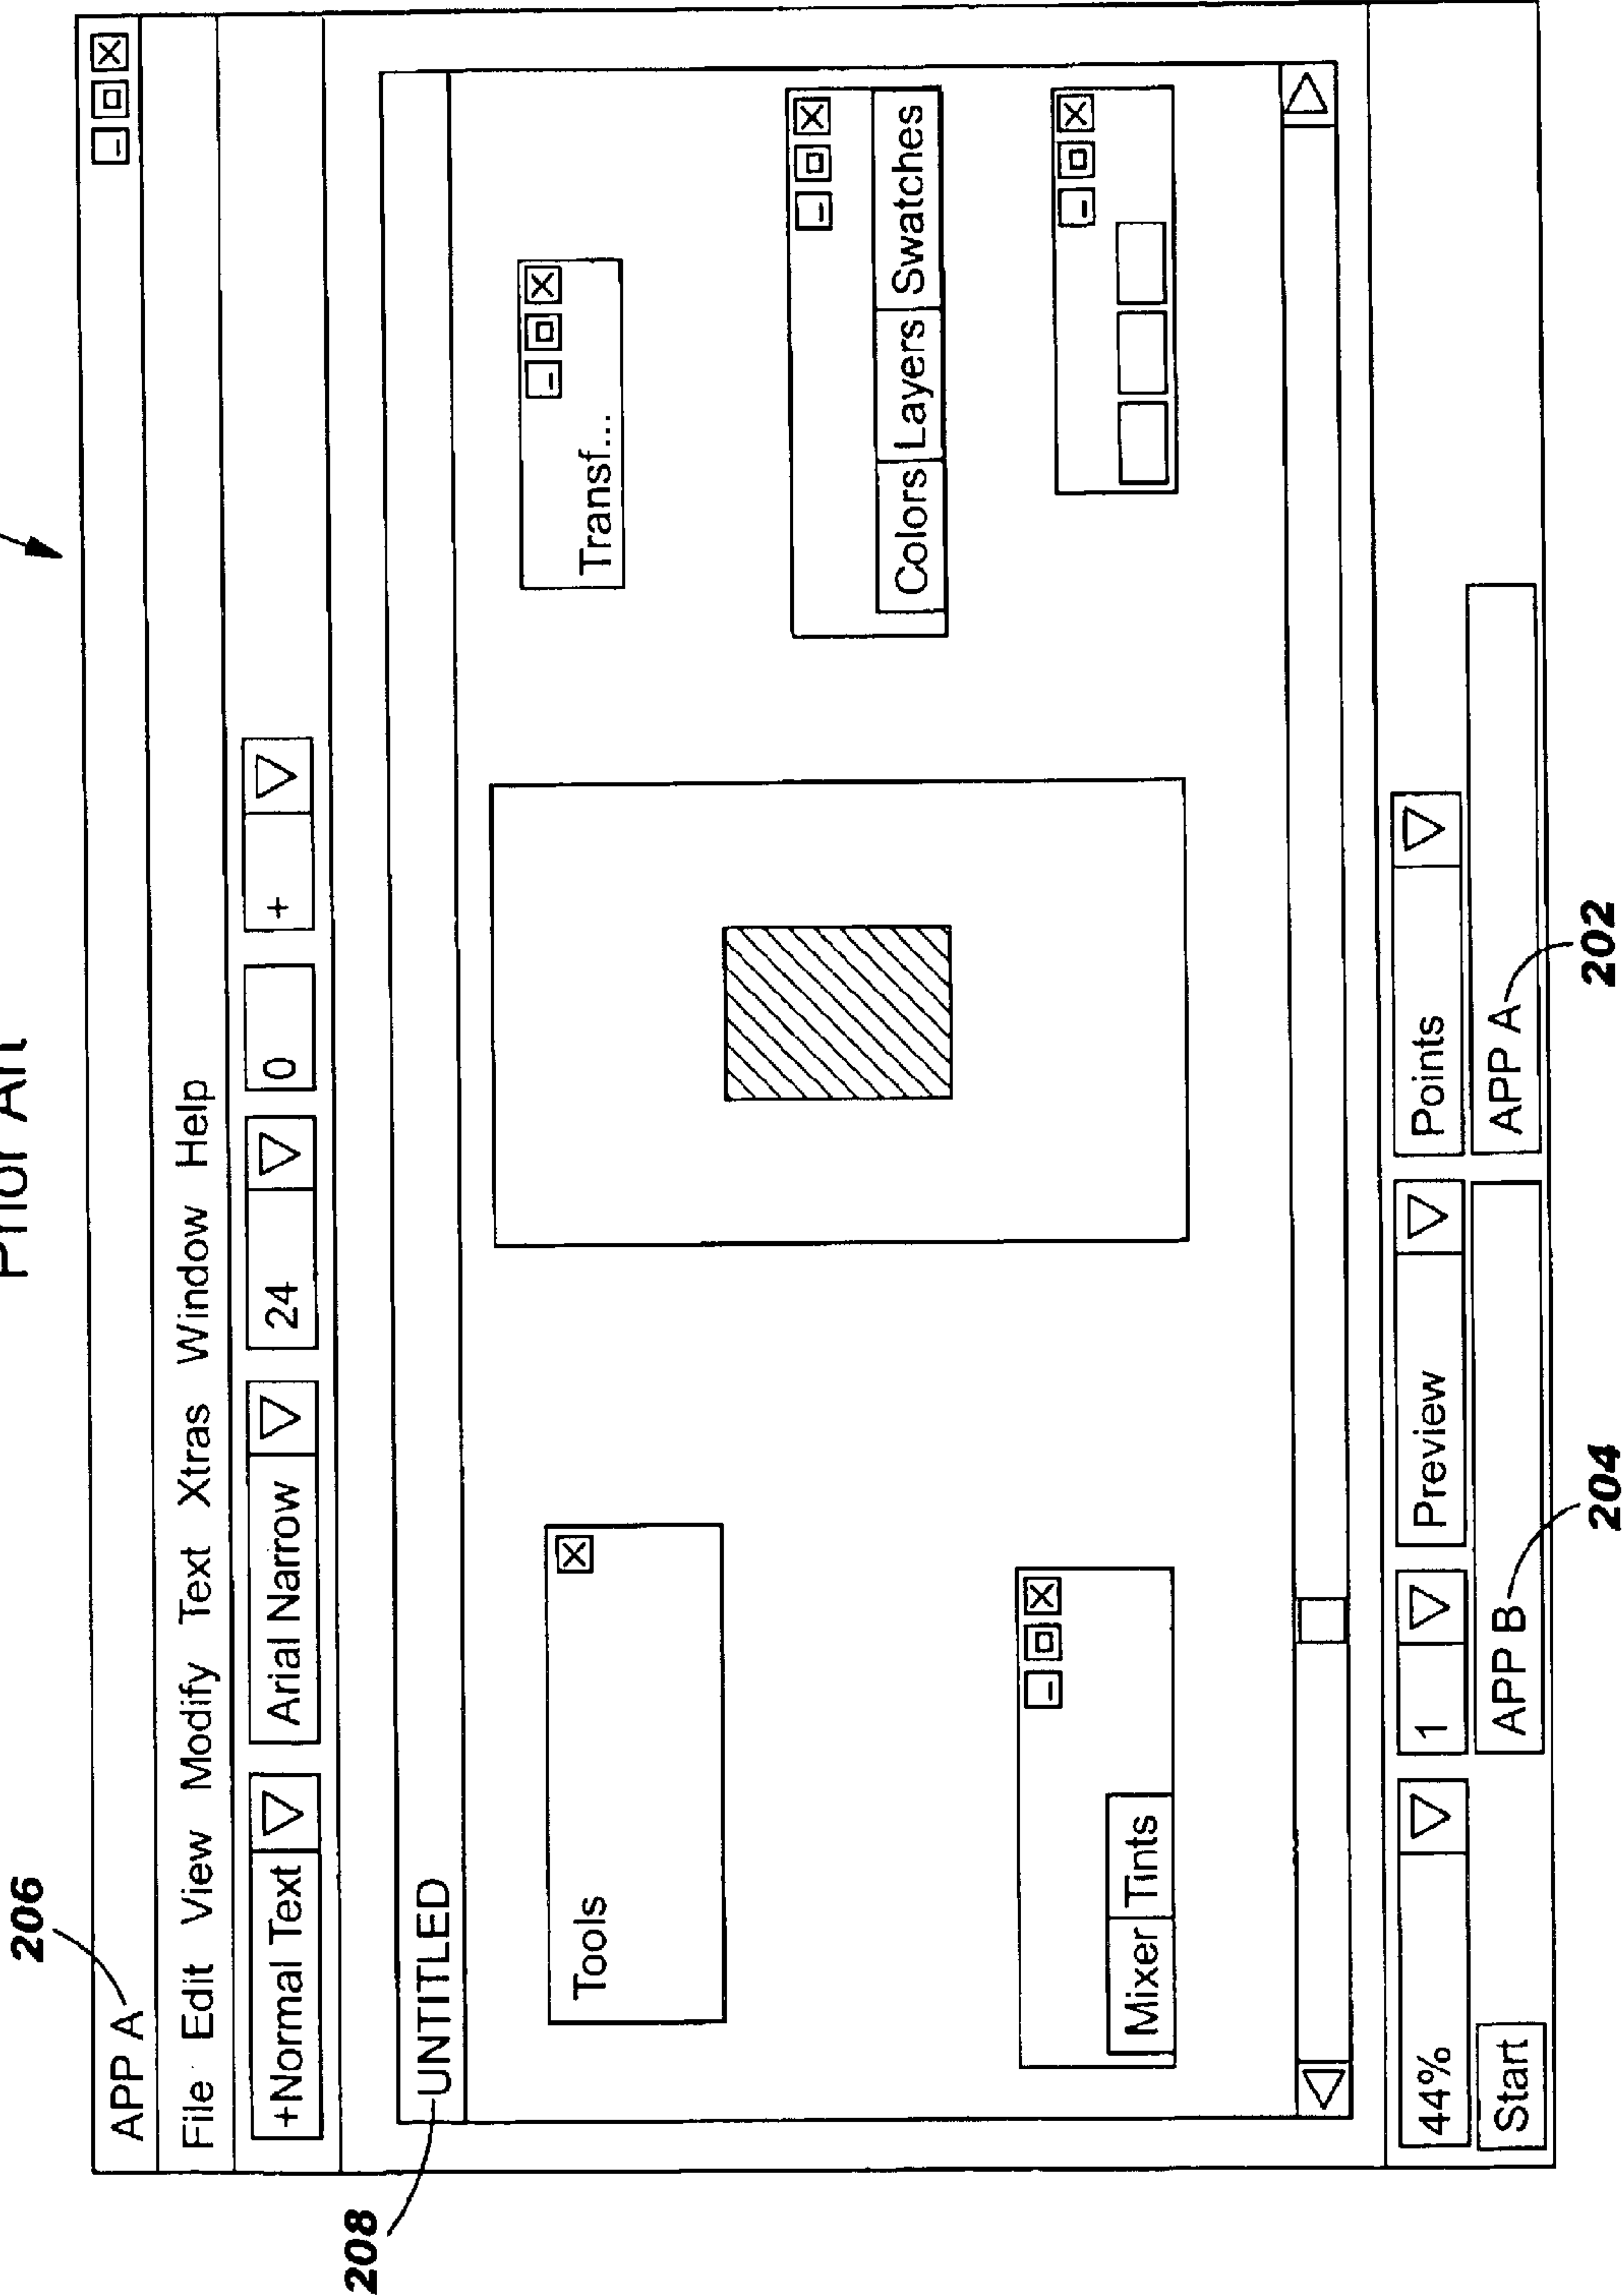 Prior Art
206
APP A
File Edit View Modify Text Xtras Window Help
+Normal Text Arial Narrow 24 0 +
208
UNTITLED
Tools
Transf...
Colors Layers Swatches
Mixer Tints
44% 1 Preview Points
Start APP B APP A
204 202